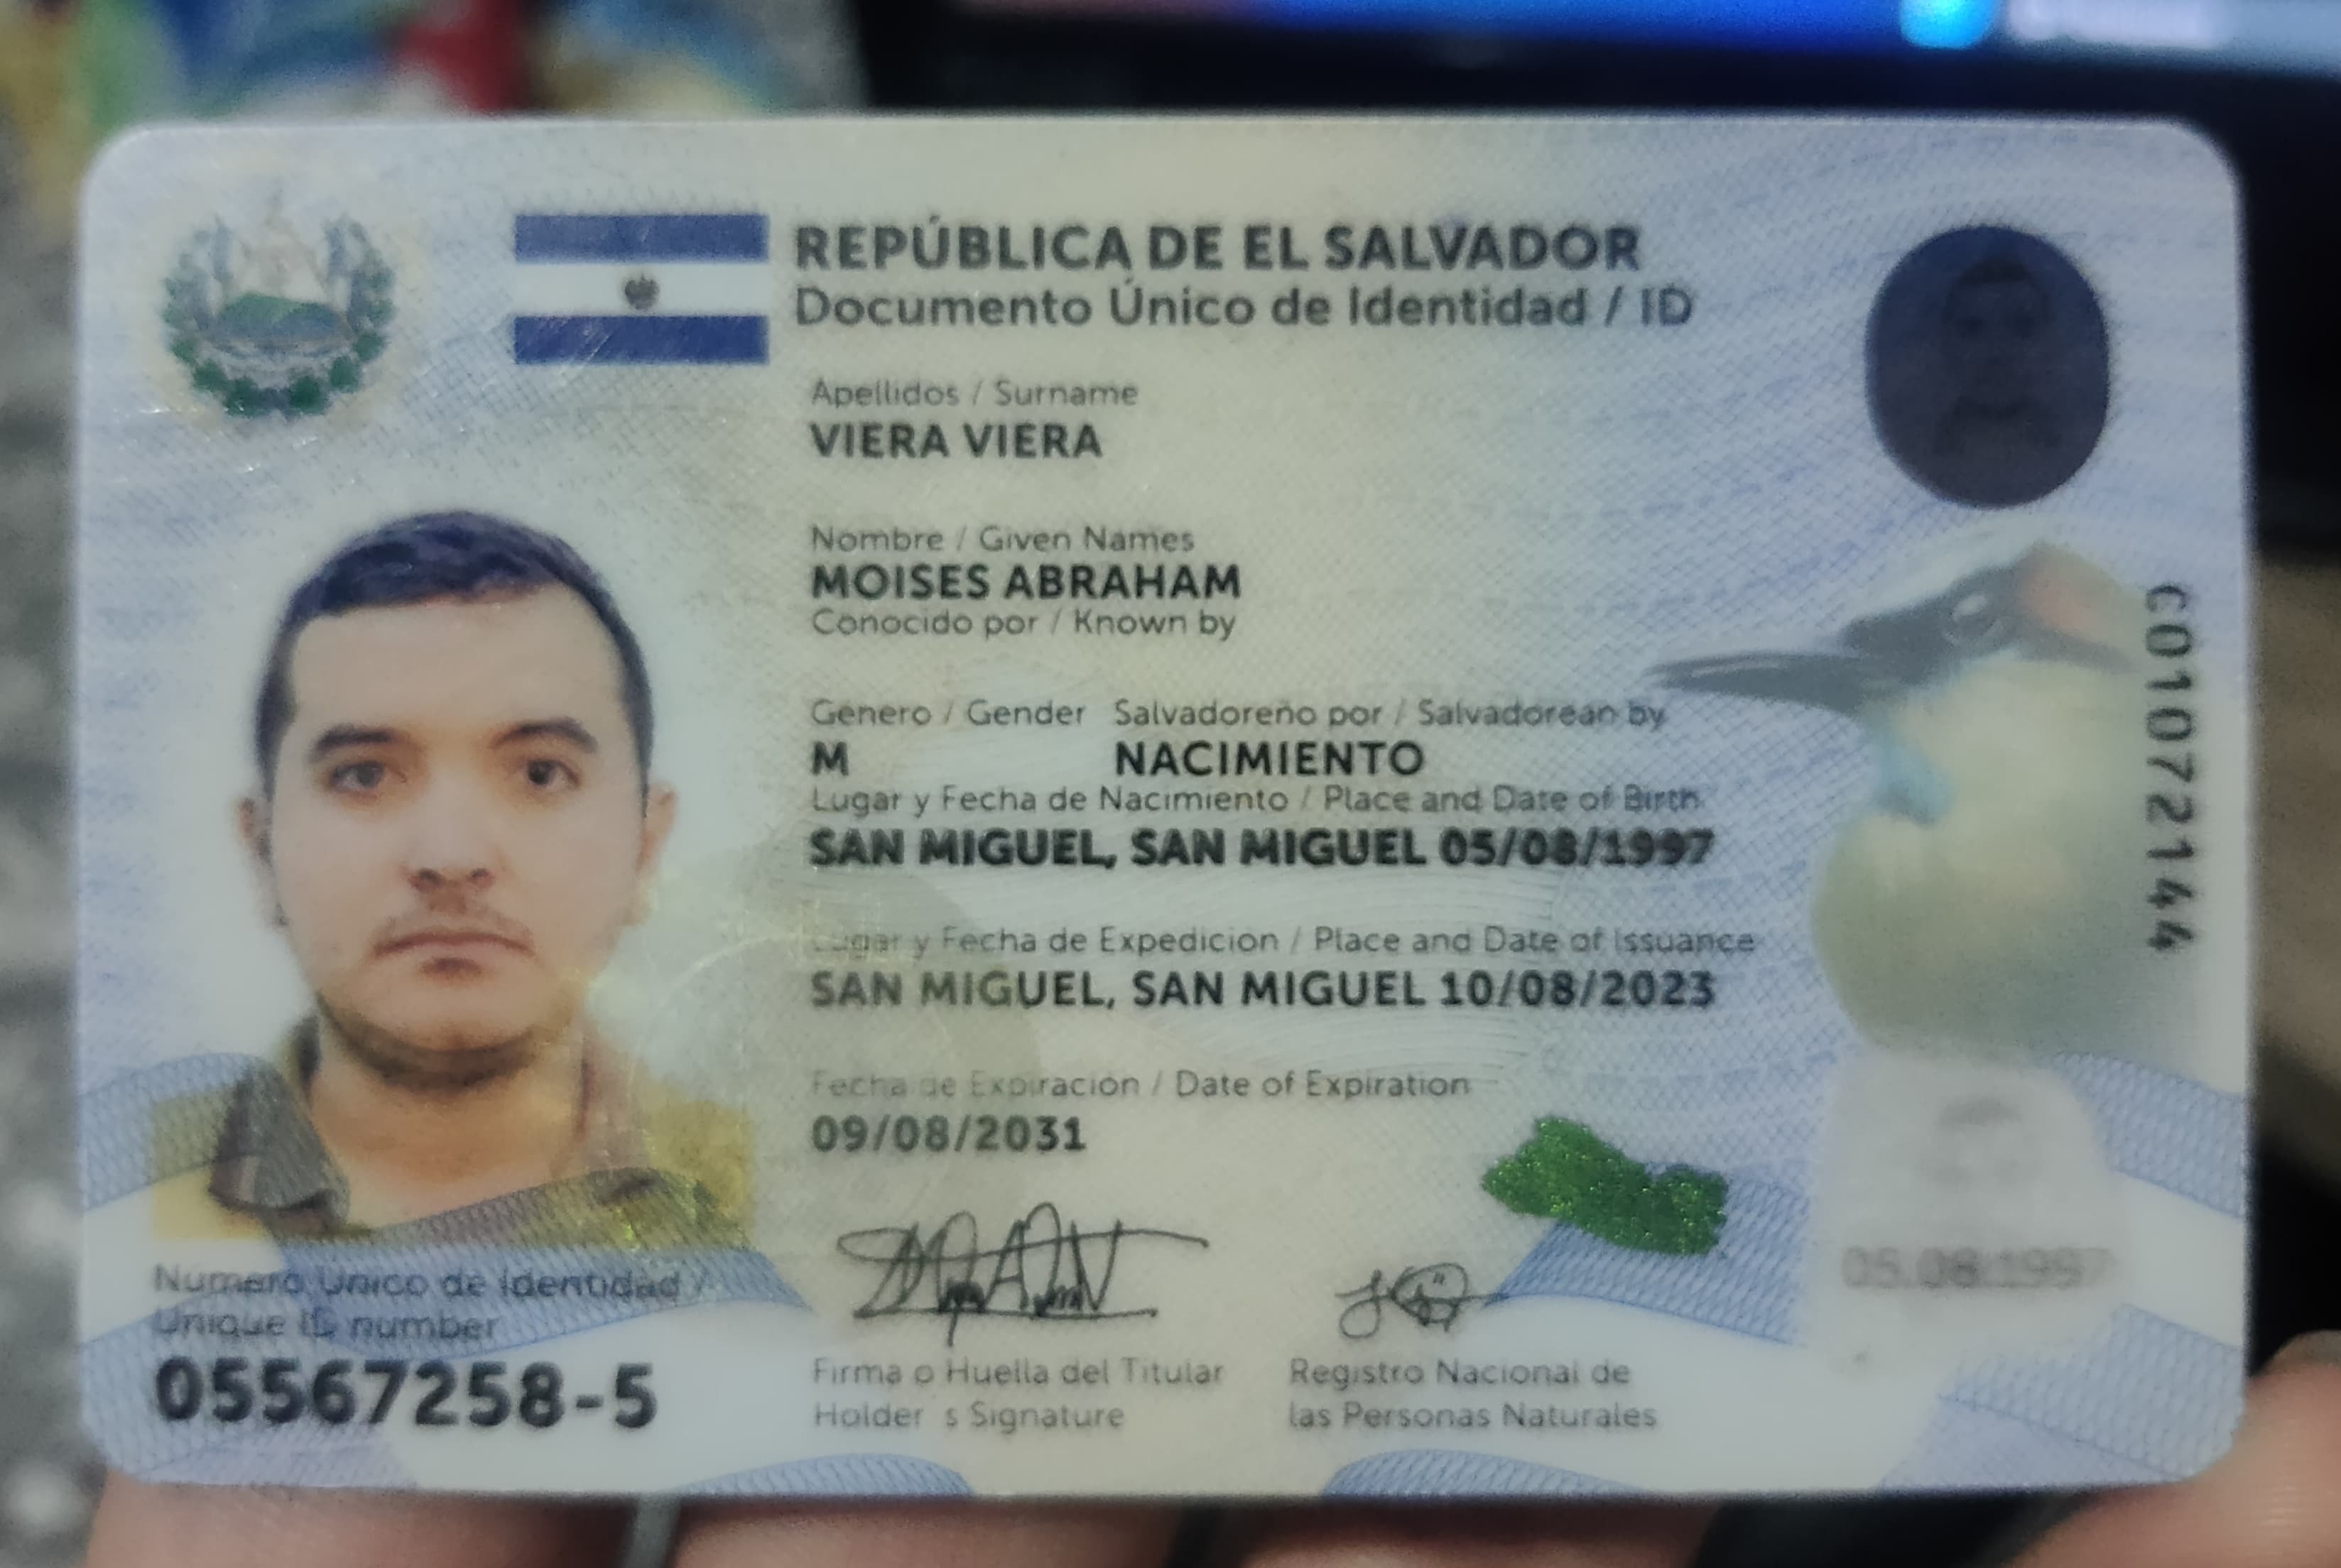 REPÚBLICA DE EL SALVADOR
Documento Único de Identidad / ID
Apellidos / Surname
VIERA VIERA
Nombre / Given Names
MOISES ABRAHAM
Conocido por / Known by
Genero / Gender Salvadoreño por / Salvadorean by
M NACIMIENTO
Lugar y Fecha de Nacimiento / Place and Date of Birth
SAN MIGUEL, SAN MIGUEL 05/08/1997
Lugar y Fecha de Expedicion / Place and Date of Issuance
SAN MIGUEL, SAN MIGUEL 10/08/2023
Fecha de Expiracion / Date of Expiration
09/08/2031
Numero Unico de Identidad /
Unique ID number
05567258-5
Firma o Huella del Titular
Holder s Signature
Registro Nacional de
las Personas Naturales
C01072144
05.08.1997